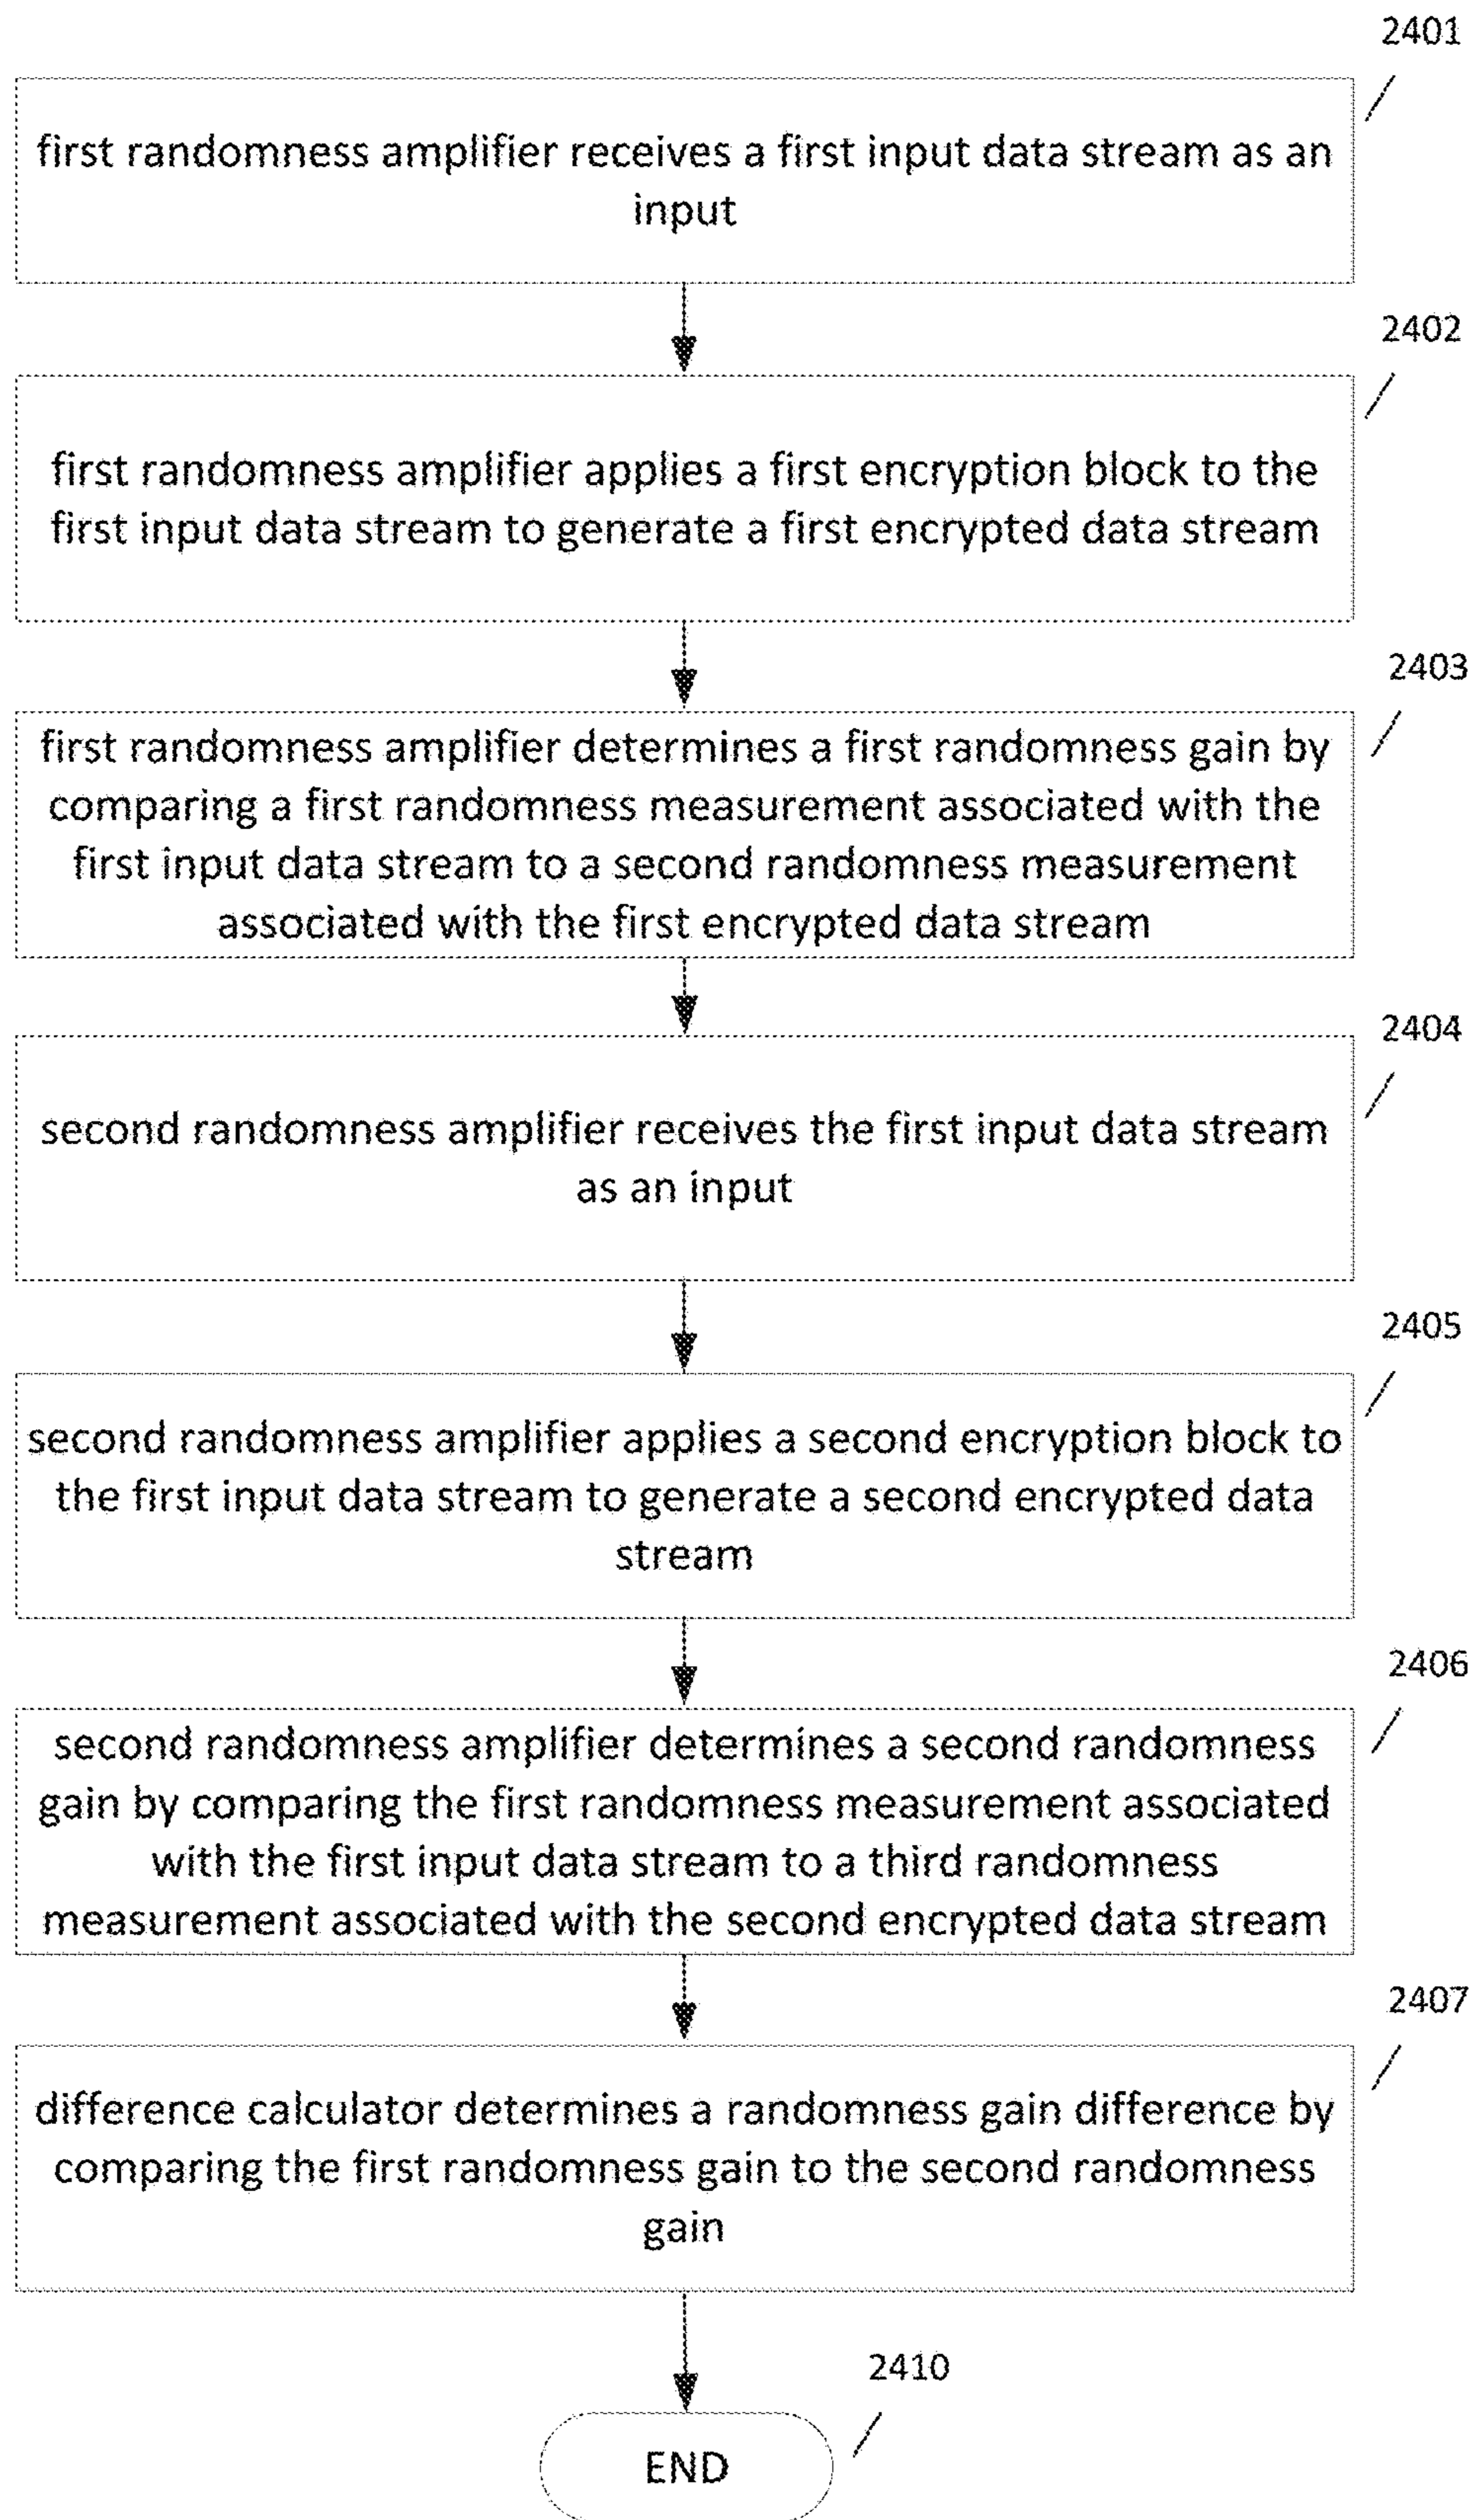 2401
first randomness amplifier receives a first input data stream as an
input
2402
first randomness amplifier applies a first encryption block to the
first input data stream to generate a first encrypted data stream
2403
first randomness amplifier determines a first randomness gain by
comparing a first randomness measurement associated with the
first input data stream to a second randomness measurement
associated with the first encrypted data stream
2404
second randomness amplifier receives the first input data stream
as an input
2405
second randomness amplifier applies a second encryption block to
the first input data stream to generate a second encrypted data
stream
2406
second randomness amplifier determines a second randomness
gain by comparing the first randomness measurement associated
with the first input data stream to a third randomness
measurement associated with the second encrypted data stream
2407
difference calculator determines a randomness gain difference by
comparing the first randomness gain to the second randomness
gain
2410
END